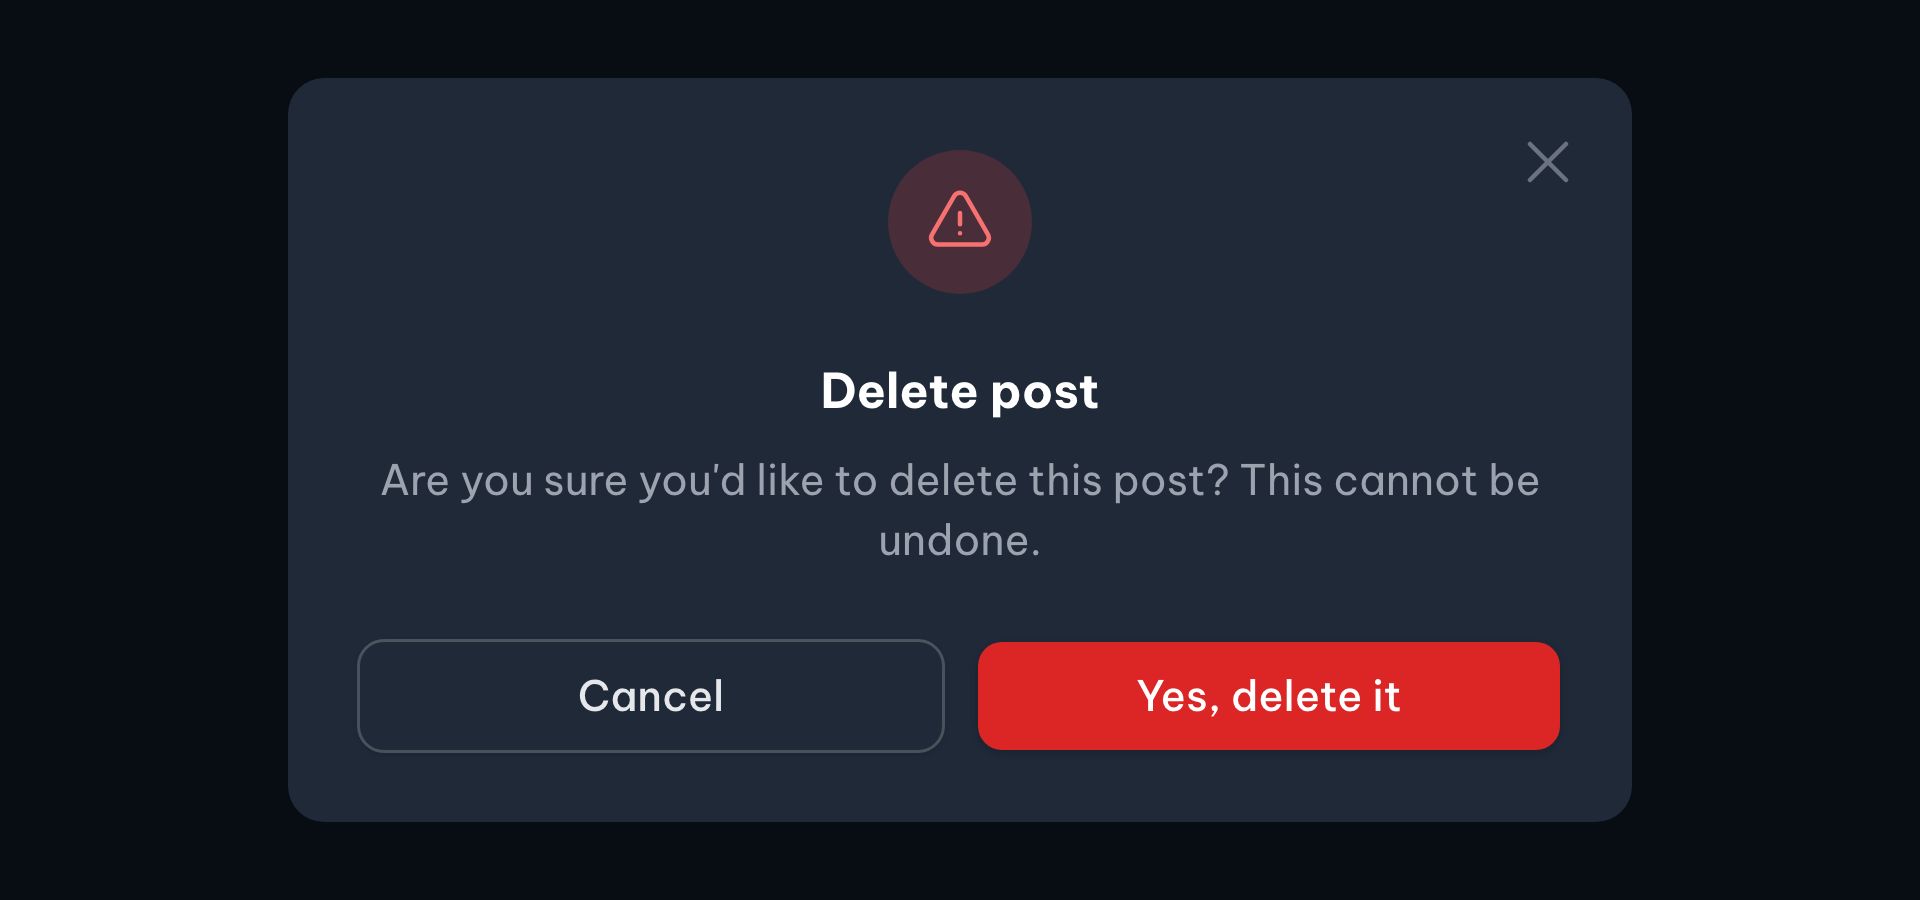 Delete post
Are you sure you'd like to delete this post? This cannot be
undone.
Cancel
Yes, delete it